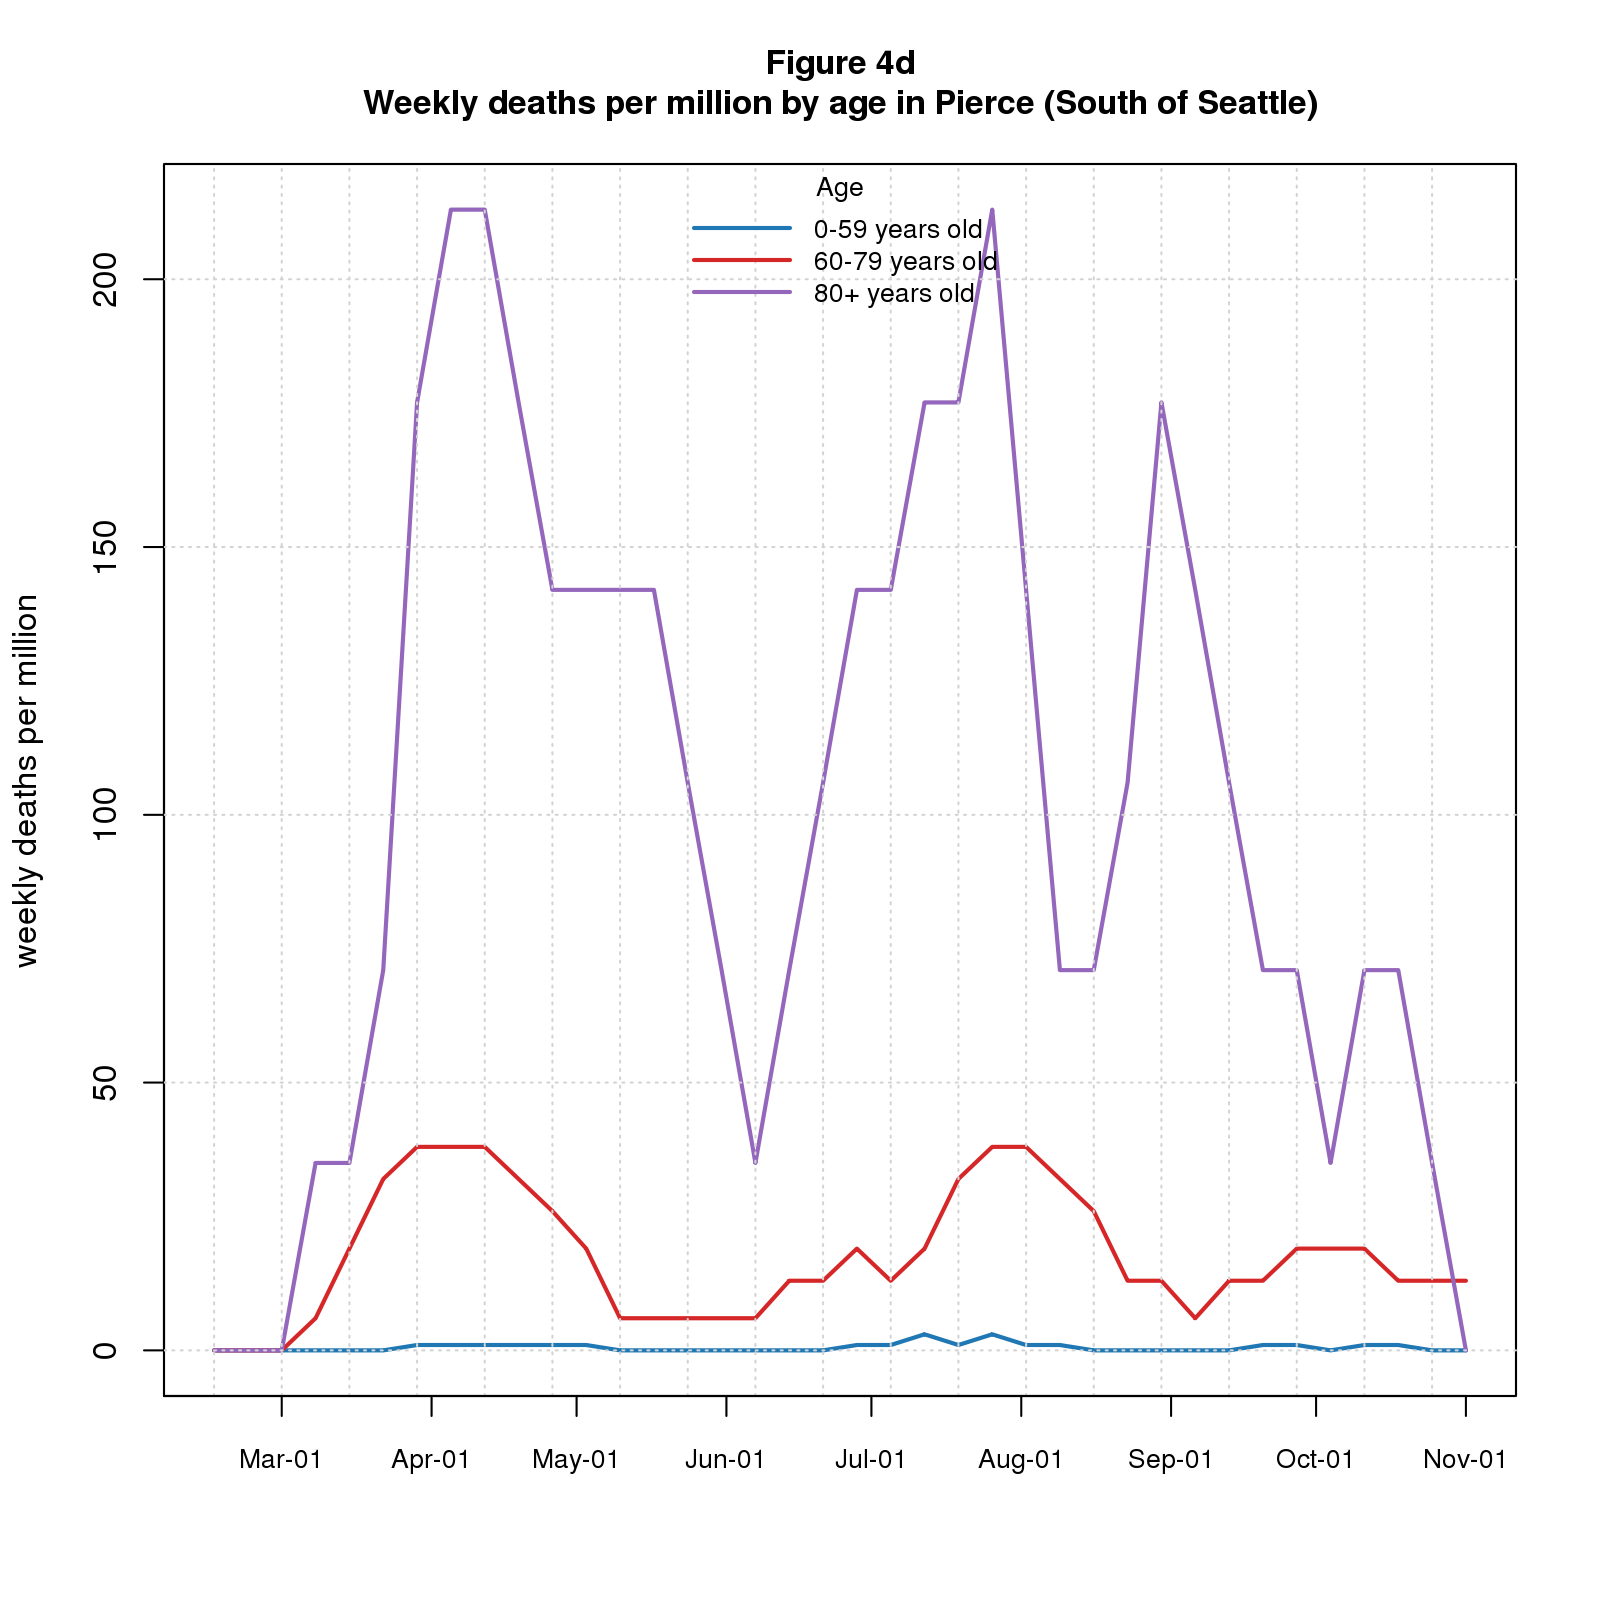 Figure 4d
Weekly deaths per million by age in Pierce (South of Seattle)
Age
0-59 years old
60-79 years old
80+ years old
weekly deaths per million
200
150
100
50
0
Mar-01 Apr-01 May-01 Jun-01 Jul-01 Aug-01 Sep-01 Oct-01 Nov-01